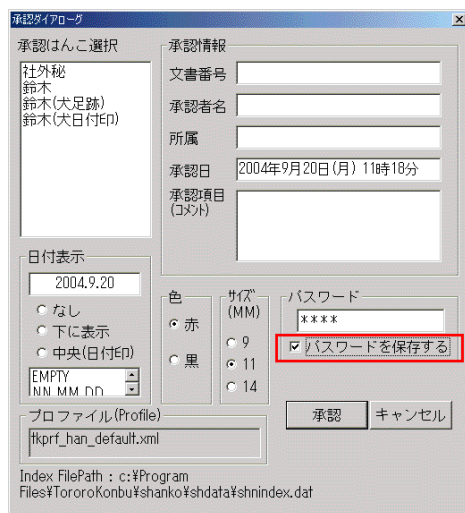 承認ダイアログ
承認はんこ選択
社外秘
鈴木
鈴木(犬足跡)
鈴木(犬日付印)
承認情報
文書番号
承認者名
所属
承認日 2004年9月20日(月) 11時18分
承認項目
(コメント)
日付表示
2004.9.20
なし
下に表示
中央(日付印)
EMPTY
NN MM DD
色
赤
黒
サイズ
(MM)
9
11
14
パスワード
****
パスワードを保存する
承認
キャンセル
プロファイル(Profile)
tkprf_han_default.xml
Index FilePath : c:¥Program
Files¥TororoKonbu¥shanko¥shdata¥shnindex.dat